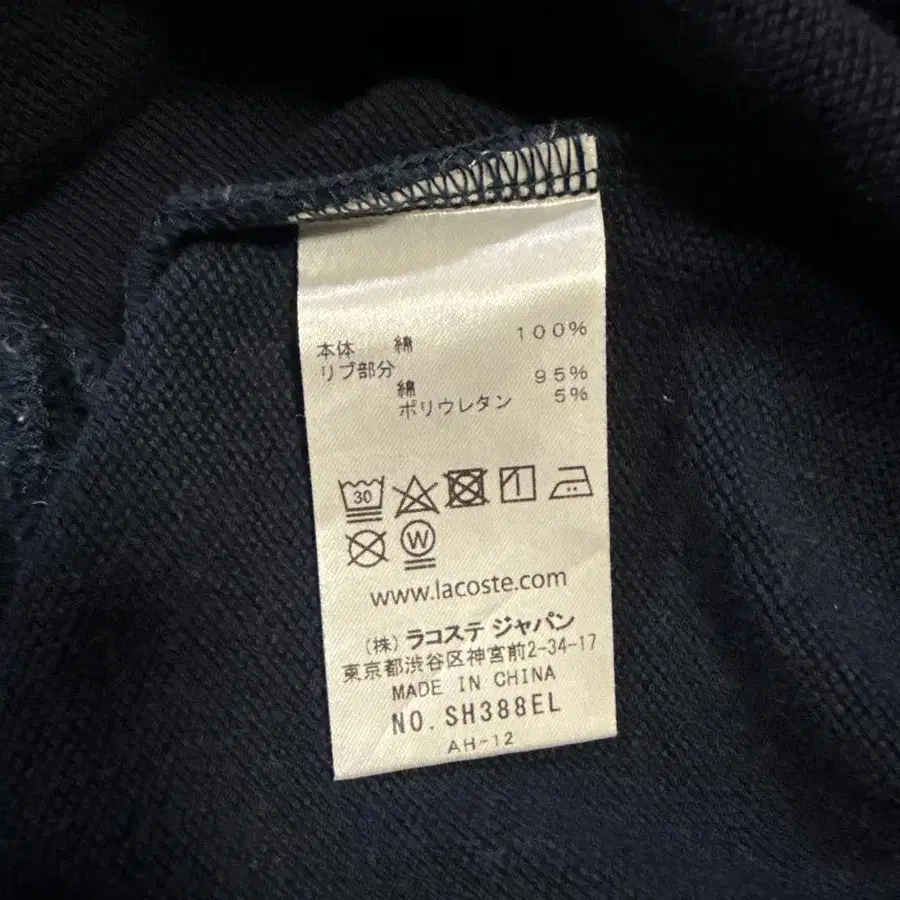 本体 綿 100%
リブ部分
綿 95%
ポリウレタン 5%
30
W
www.lacoste.com
(株) ラコステ ジャパン
東京都渋谷区神宮前2-34-17
MADE IN CHINA
NO. SH388EL
AH-12